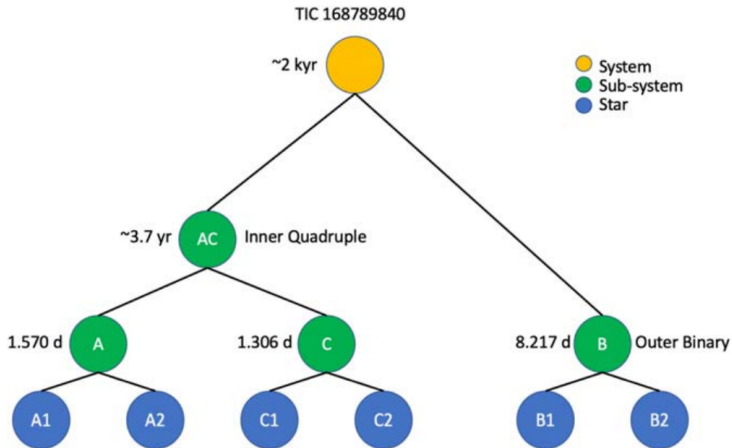 TIC 168789840
~2 kyr
System
Sub-system
Star
~3.7 yr
AC
Inner Quadruple
1.570 d
A
1.306 d
C
8.217 d
B
Outer Binary
A1
A2
C1
C2
B1
B2